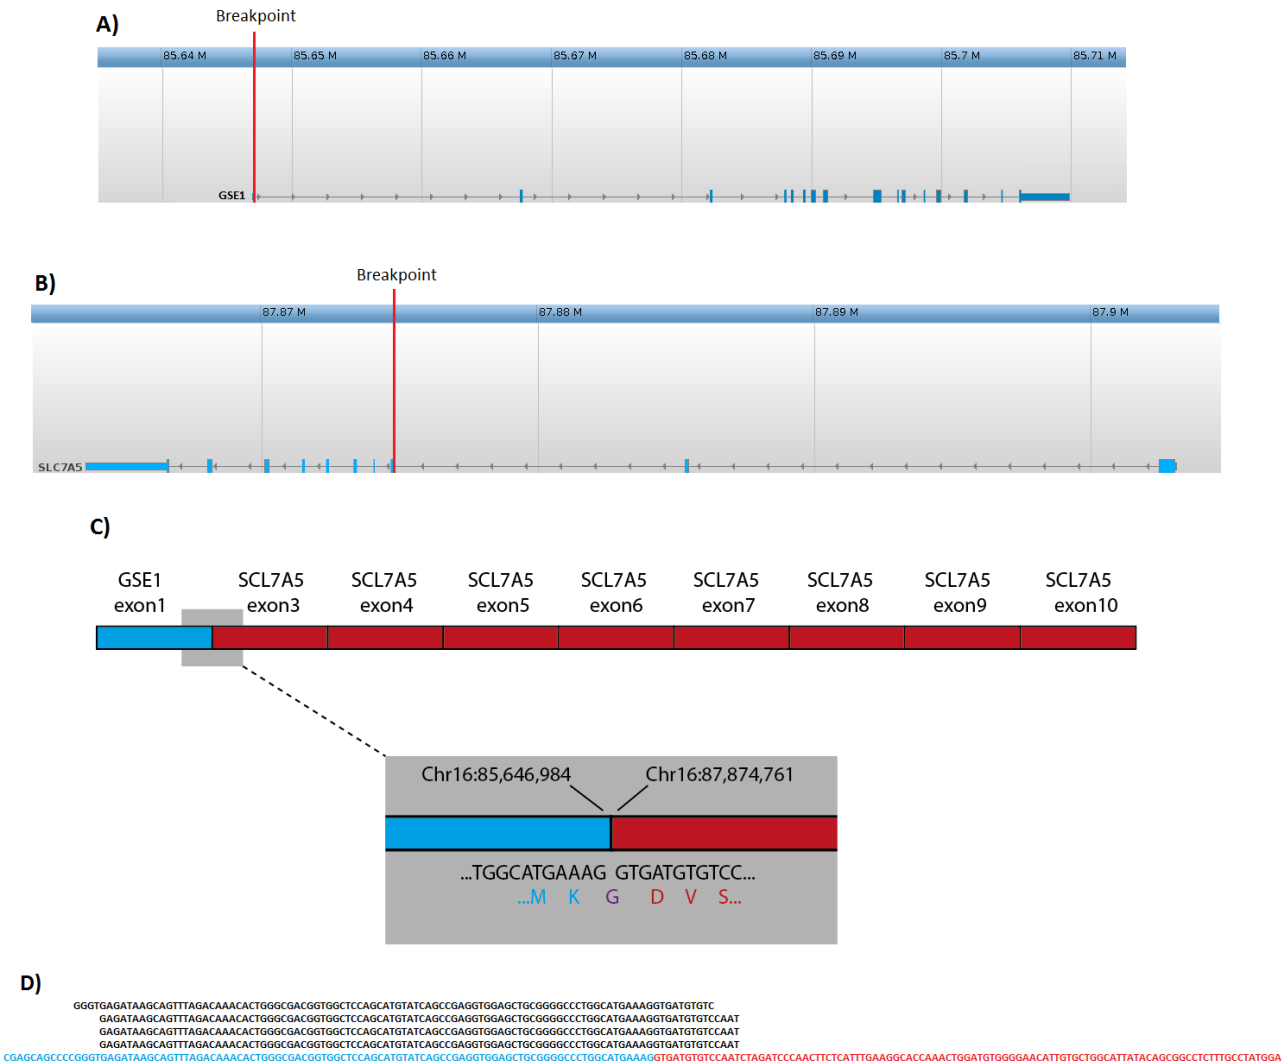 A)
Breakpoint
85.64 M 85.65 M 85.66 M 85.67 M 85.68 M 85.69 M 85.7 M 85.71 M
GSE1
B)
Breakpoint
87.87 M 87.88 M 87.89 M 87.9 M
SLC7A5
C)
GSE1 SCL7A5 SCL7A5 SCL7A5 SCL7A5 SCL7A5 SCL7A5 SCL7A5 SCL7A5
exon1 exon3 exon4 exon5 exon6 exon7 exon8 exon9 exon10
Chr16:85,646,984 Chr16:87,874,761
...TGGCATGAAAG GTGATGTGTCC...
...M K G D V S...
D)
GGGTGAGATAAGCAGTTTAGACAAACACTGGGCGACGGTGGCTCCAGCATGTATCAGCCGAGGTGGAGCTGCGGGGCCCTGGCATGAAAGGTGATGTGTC
GAGATAAGCAGTTTAGACAAACACTGGGCGACGGTGGCTCCAGCATGTATCAGCCGAGGTGGAGCTGCGGGGCCCTGGCATGAAAGGTGATGTGTCCAAT
GAGATAAGCAGTTTAGACAAACACTGGGCGACGGTGGCTCCAGCATGTATCAGCCGAGGTGGAGCTGCGGGGCCCTGGCATGAAAGGTGATGTGTCCAAT
GAGATAAGCAGTTTAGACAAACACTGGGCGACGGTGGCTCCAGCATGTATCAGCCGAGGTGGAGCTGCGGGGCCCTGGCATGAAAGGTGATGTGTCCAAT
CGAGCAGCCCCGGGTGAGATAAGCAGTTTAGACAAACACTGGGCGACGGTGGCTCCAGCATGTATCAGCCGAGGTGGAGCTGCGGGGCCCTGGCATGAAAGGTGATGTGTCCAATCTAGATCCCAACTTCTCATTTGAAGGCACCAAACTGGATGTGGGGAACATTGTGCTGGCATTATACAGCGGCCTCTTTGCCTATGGA